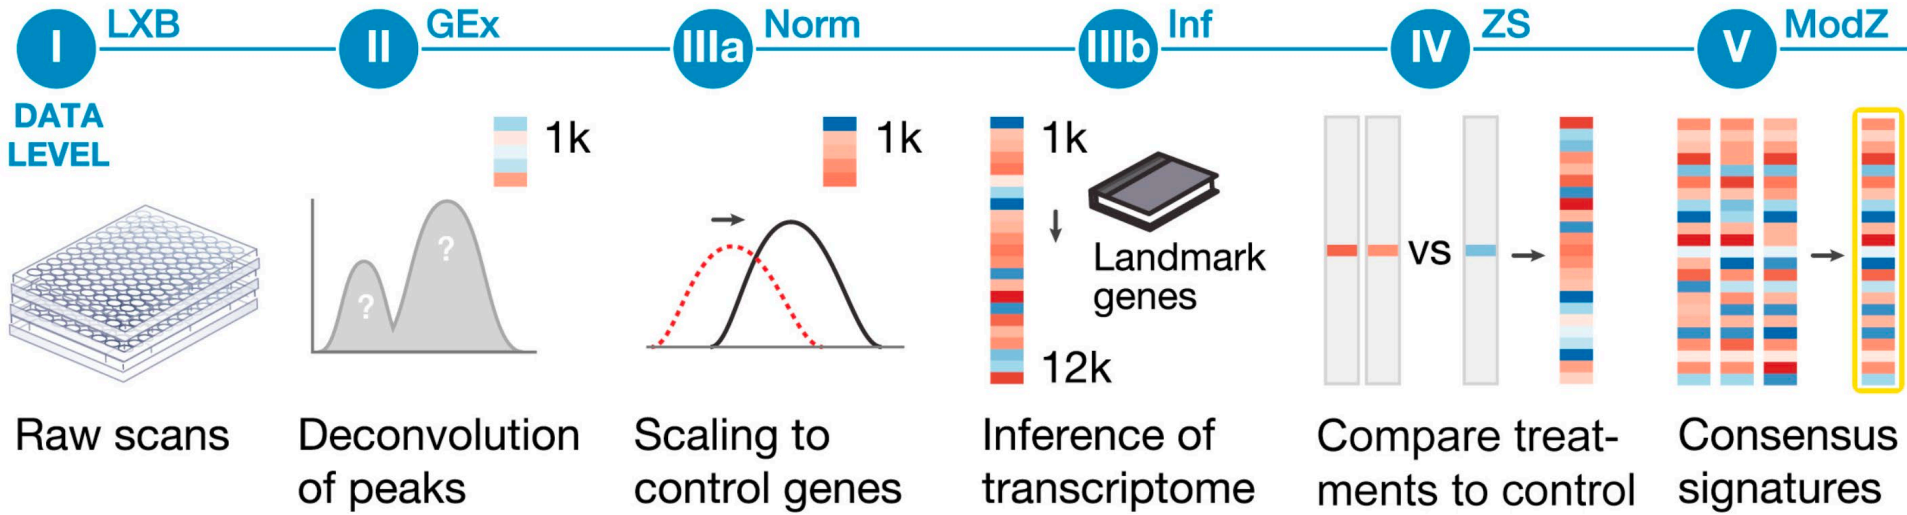 I LXB
II GEx
IIIa Norm
IIIb Inf
IV ZS
V ModZ
DATA
LEVEL
1k
? ?
1k
1k
12k
Landmark
genes
VS
Raw scans
Deconvolution
of peaks
Scaling to
control genes
Inference of
transcriptome
Compare treat-
ments to control
Consensus
signatures